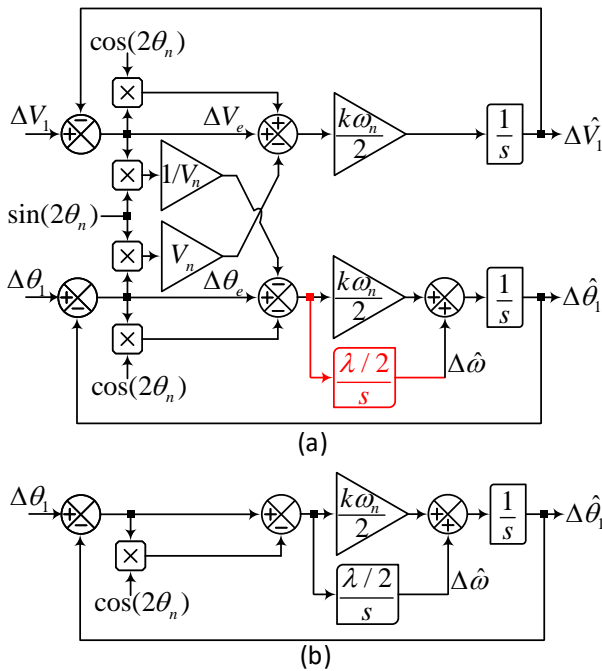 cos(2θₙ)
ΔV₁ + − × ΔVₑ + + − kωₙ/2 1/s ΔV̂₁
× 1/Vₙ
sin(2θₙ)
× Vₙ
Δθ₁ + − Δθₑ + − − kωₙ/2 + + 1/s Δθ̂₁
×
cos(2θₙ) λ/2/s Δω̂
(a)
Δθ₁ + − + − kωₙ/2 + + 1/s Δθ̂₁
×
cos(2θₙ) λ/2/s Δω̂
(b)